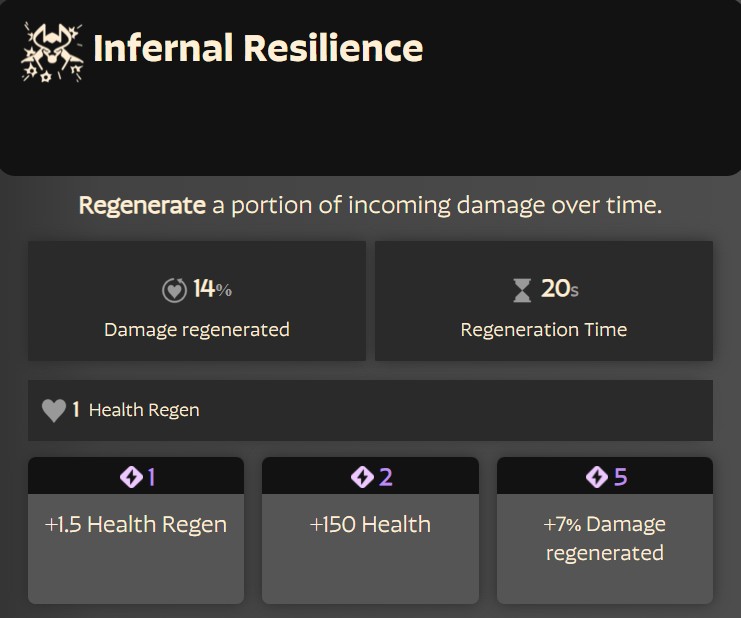 Infernal Resilience
Regenerate a portion of incoming damage over time.
14%
Damage regenerated
20s
Regeneration Time
1 Health Regen
1
+1.5 Health Regen
2
+150 Health
5
+7% Damage
regenerated